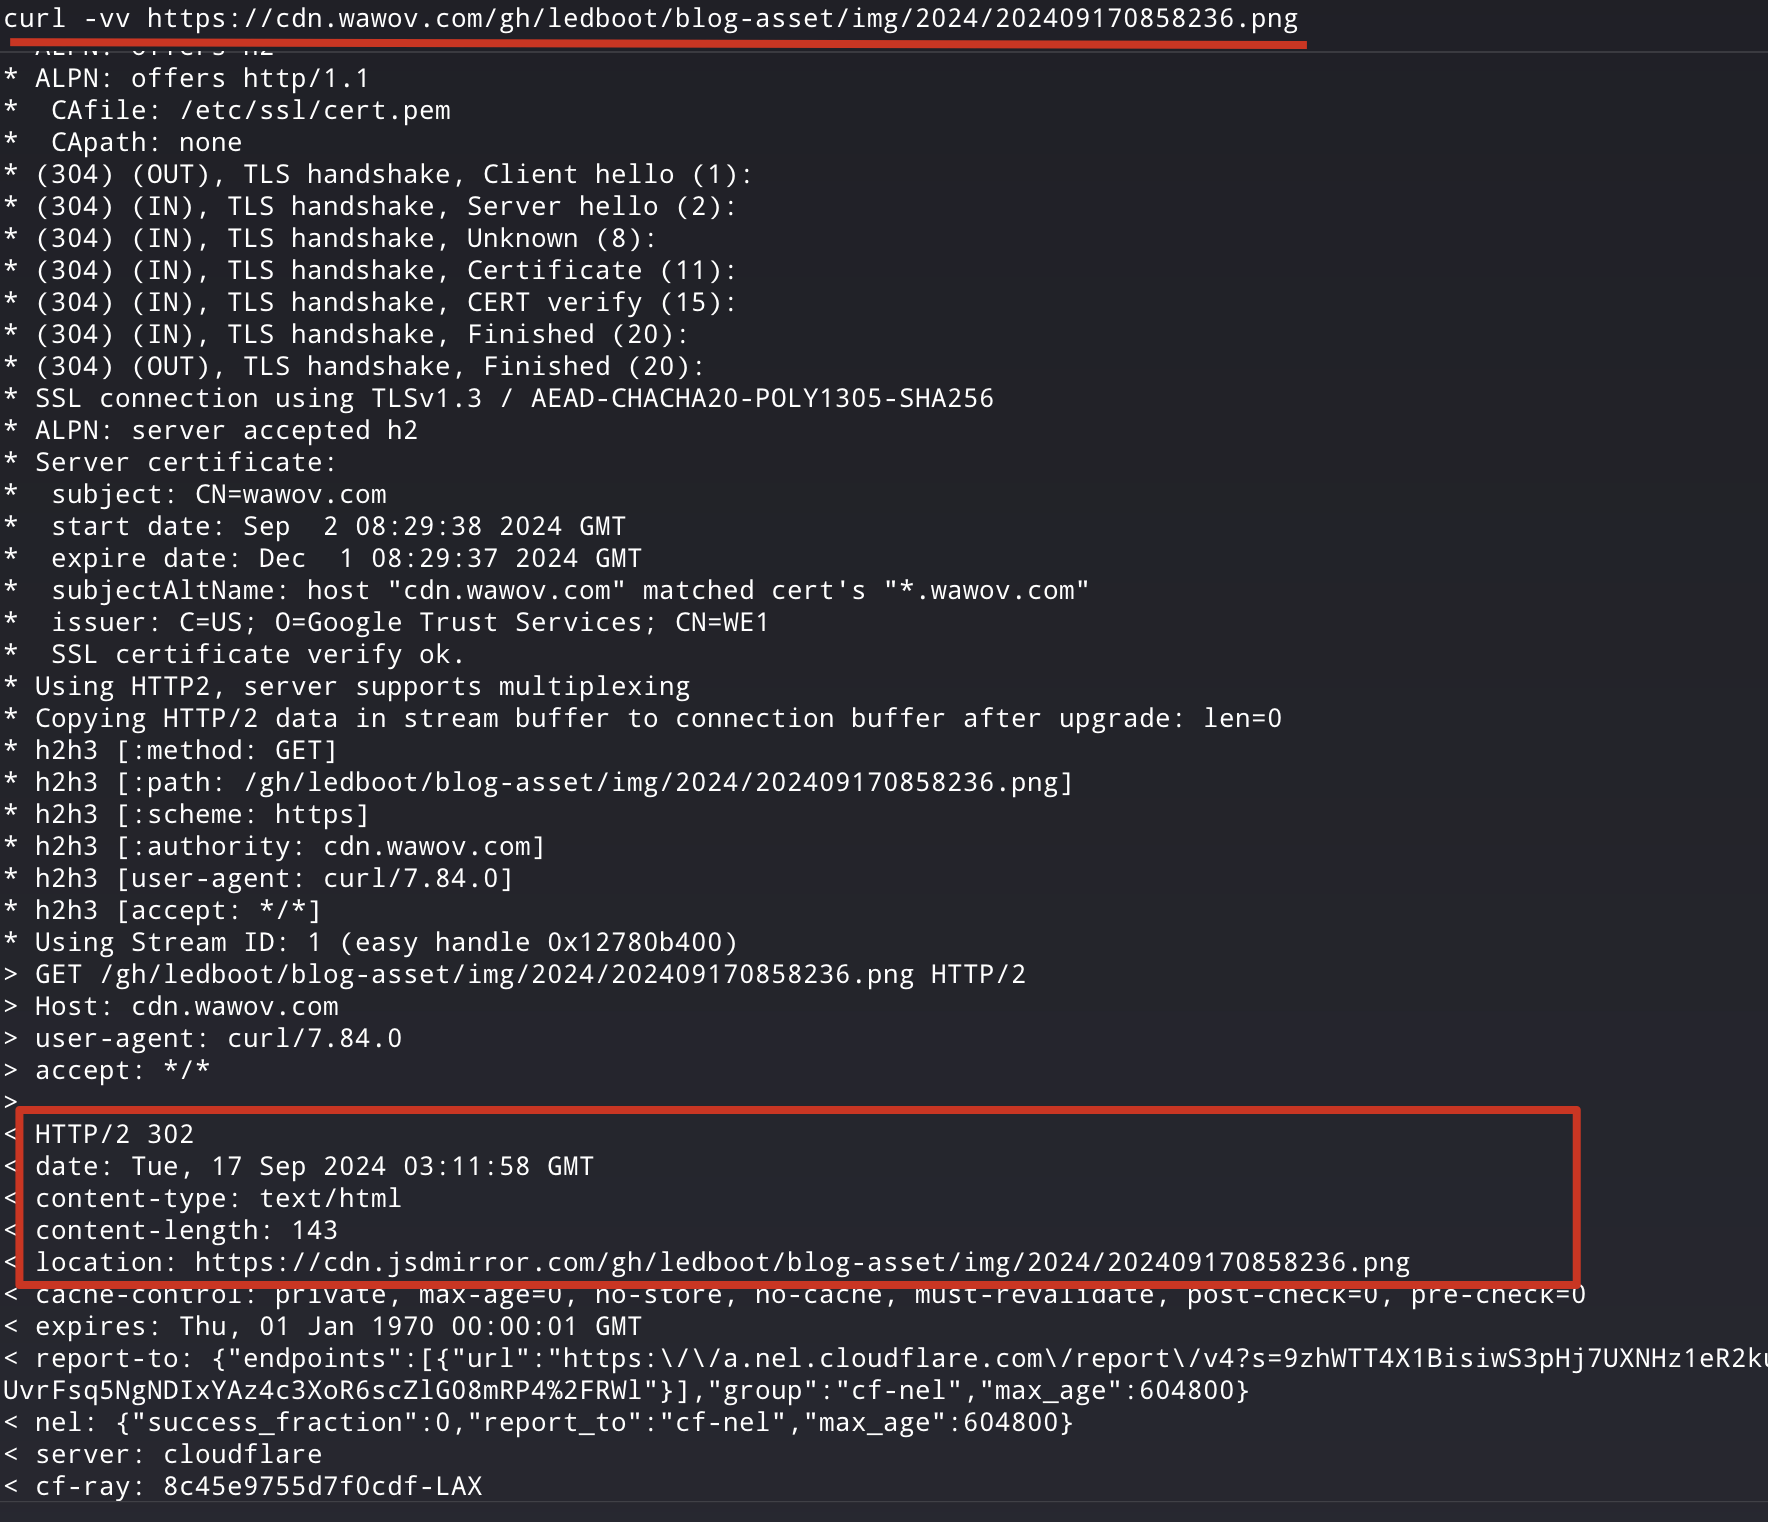 curl -vv https://cdn.wawov.com/gh/ledboot/blog-asset/img/2024/202409170858236.png
* ALPN: offers h2
* ALPN: offers http/1.1
*  CAfile: /etc/ssl/cert.pem
*  CApath: none
* (304) (OUT), TLS handshake, Client hello (1):
* (304) (IN), TLS handshake, Server hello (2):
* (304) (IN), TLS handshake, Unknown (8):
* (304) (IN), TLS handshake, Certificate (11):
* (304) (IN), TLS handshake, CERT verify (15):
* (304) (IN), TLS handshake, Finished (20):
* (304) (OUT), TLS handshake, Finished (20):
* SSL connection using TLSv1.3 / AEAD-CHACHA20-POLY1305-SHA256
* ALPN: server accepted h2
* Server certificate:
*  subject: CN=wawov.com
*  start date: Sep  2 08:29:38 2024 GMT
*  expire date: Dec  1 08:29:37 2024 GMT
*  subjectAltName: host "cdn.wawov.com" matched cert's "*.wawov.com"
*  issuer: C=US; O=Google Trust Services; CN=WE1
*  SSL certificate verify ok.
* Using HTTP2, server supports multiplexing
* Copying HTTP/2 data in stream buffer to connection buffer after upgrade: len=0
* h2h3 [:method: GET]
* h2h3 [:path: /gh/ledboot/blog-asset/img/2024/202409170858236.png]
* h2h3 [:scheme: https]
* h2h3 [:authority: cdn.wawov.com]
* h2h3 [user-agent: curl/7.84.0]
* h2h3 [accept: */*]
* Using Stream ID: 1 (easy handle 0x12780b400)
> GET /gh/ledboot/blog-asset/img/2024/202409170858236.png HTTP/2
> Host: cdn.wawov.com
> user-agent: curl/7.84.0
> accept: */*
>
< HTTP/2 302
< date: Tue, 17 Sep 2024 03:11:58 GMT
< content-type: text/html
< content-length: 143
< location: https://cdn.jsdmirror.com/gh/ledboot/blog-asset/img/2024/202409170858236.png
< cache-control: private, max-age=0, no-store, no-cache, must-revalidate, post-check=0, pre-check=0
< expires: Thu, 01 Jan 1970 00:00:01 GMT
< report-to: {"endpoints":[{"url":"https:\/\/a.nel.cloudflare.com\/report\/v4?s=9zhWTT4X1BisiwS3pHj7UXNHz1eR2ku
UvrFsq5NgNDIxYAz4c3XoR6scZlG08mRP4%2FRWl"}],"group":"cf-nel","max_age":604800}
< nel: {"success_fraction":0,"report_to":"cf-nel","max_age":604800}
< server: cloudflare
< cf-ray: 8c45e9755d7f0cdf-LAX